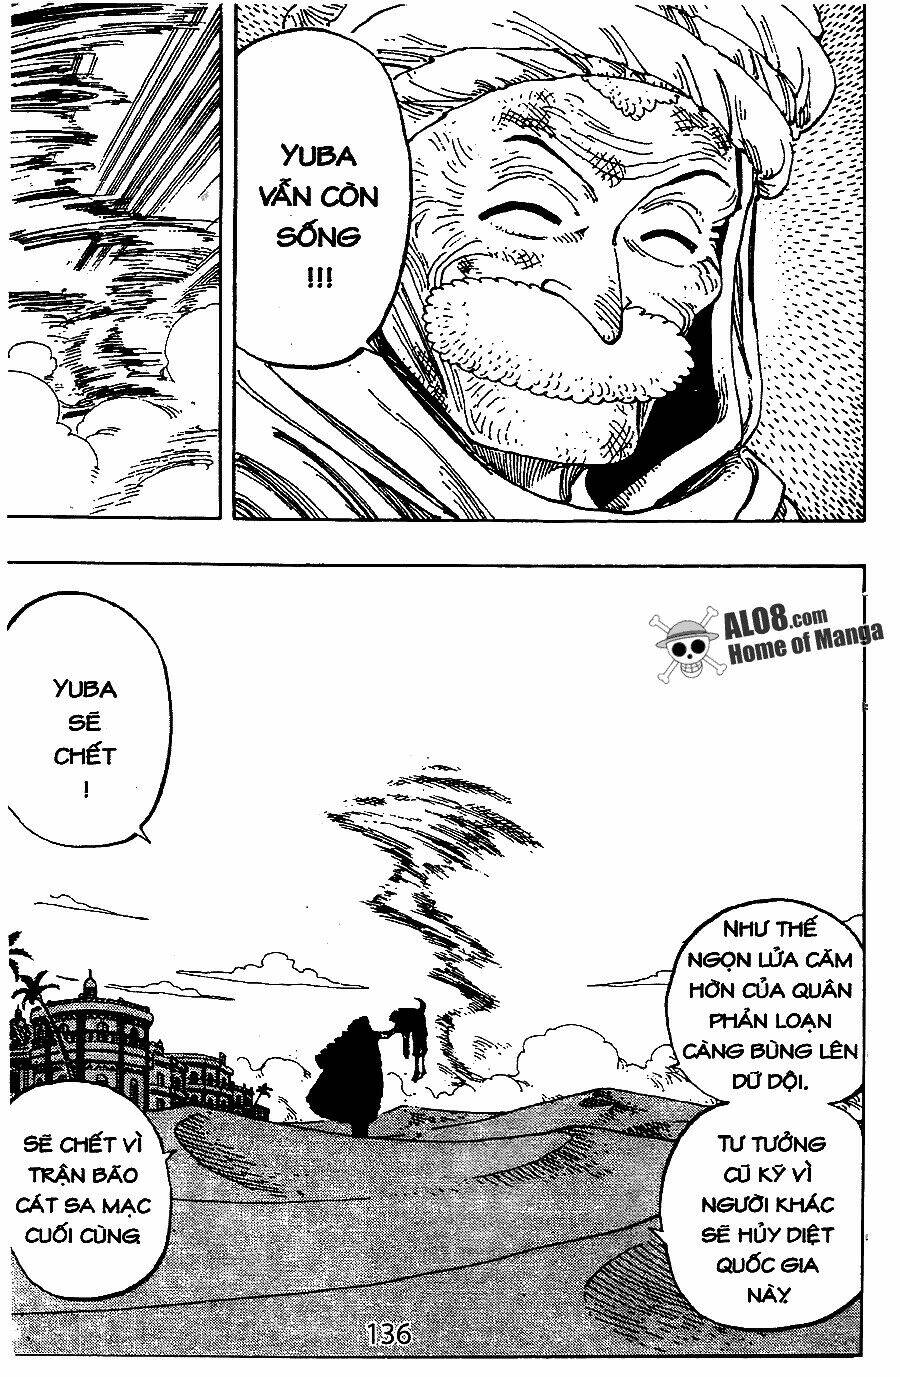 YUBA
VẪN CÒN
SỐNG
!!!
ALO8.com
Home of Manga
YUBA
SẼ
CHẾT
!
NHƯ THẾ
NGỌN LỬA CĂM
HỜN CỦA QUÂN
PHẢN LOẠN
CÀNG BÙNG LÊN
DỮ DỘI.
SẼ CHẾT VÌ
TRẬN BÃO
CÁT SA MẠC
CUỐI CÙNG
TƯ TƯỞNG
CŨ KỸ VÌ
NGƯỜI KHÁC
SẼ HỦY DIỆT
QUỐC GIA
NÀY.
136